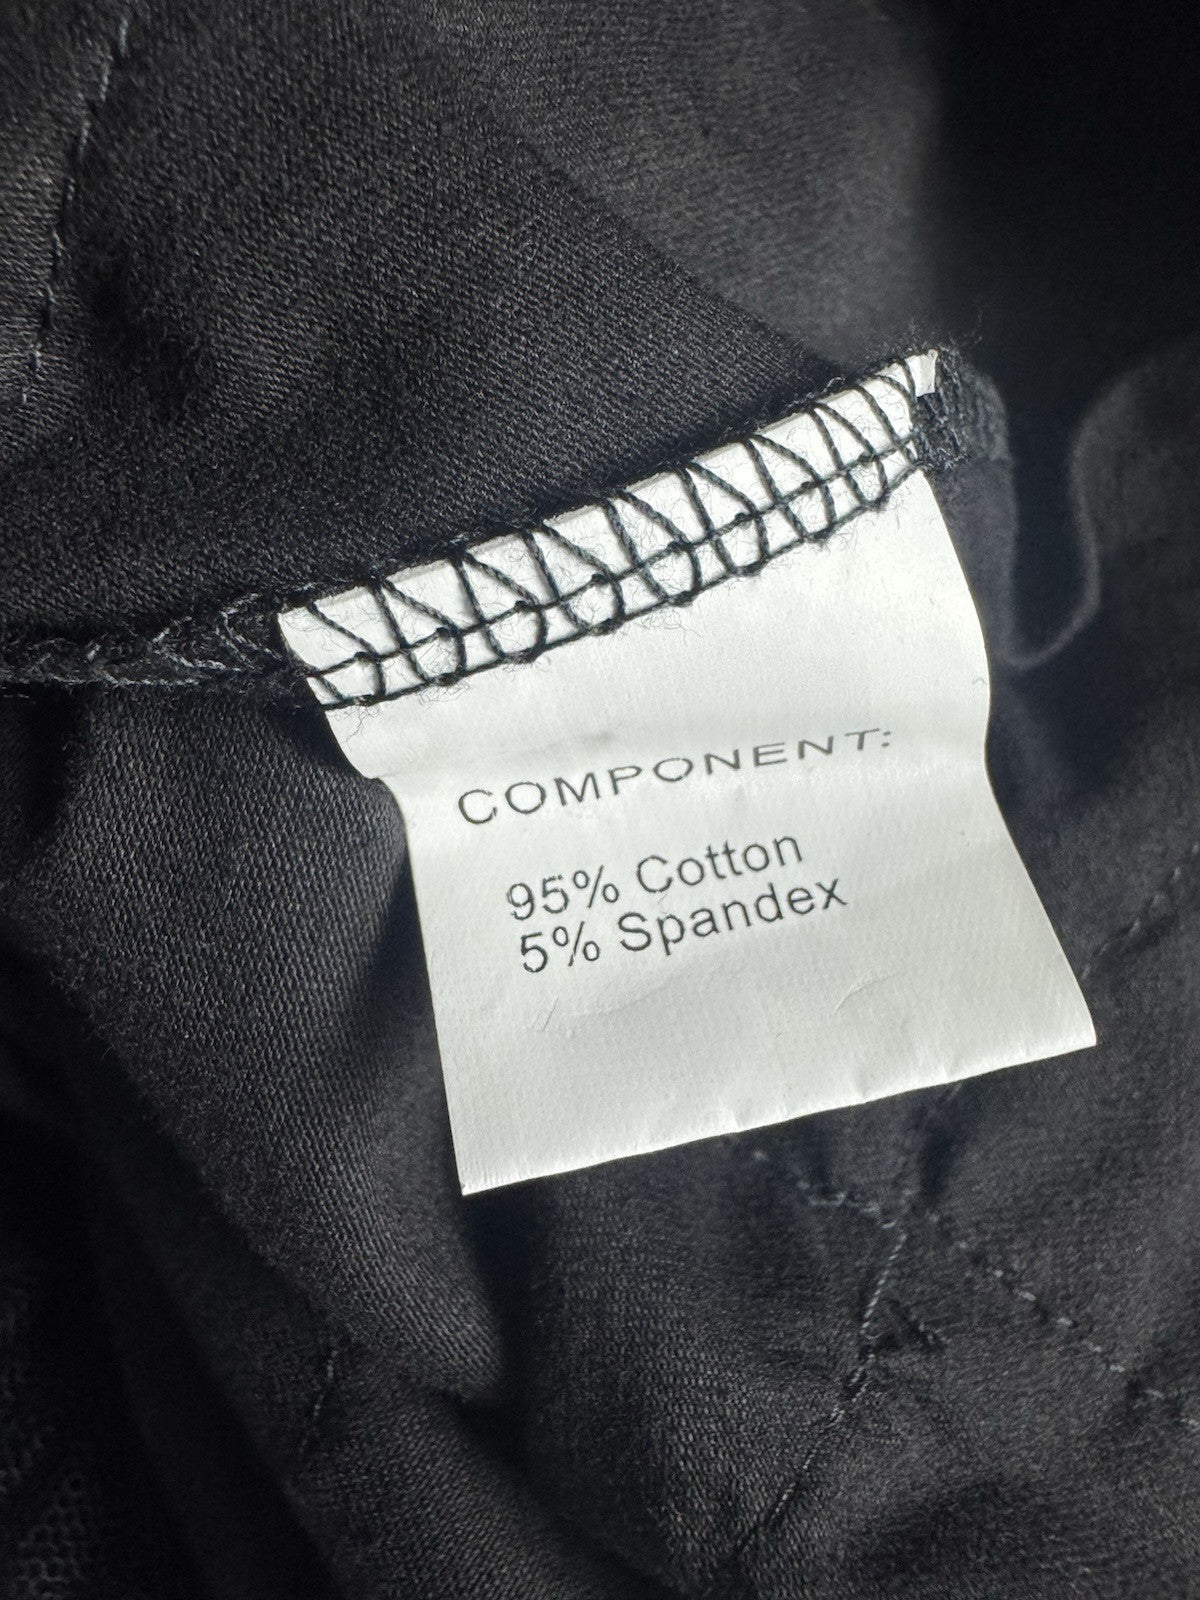 COMPONENT:
95% Cotton
5% Spandex